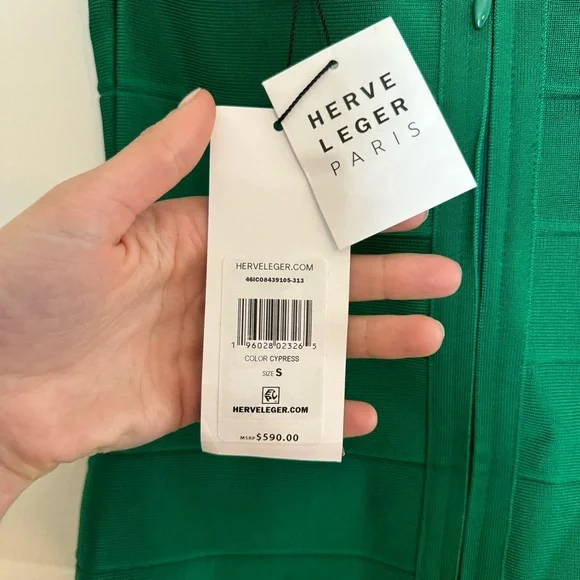 HERVE
LEGER
PARIS
HERVELEGER.COM
46IC08439105-313
1 96028 02326 5
COLOR CYPRESS
SIZE S
HERVELEGER.COM
MSRP $590.00